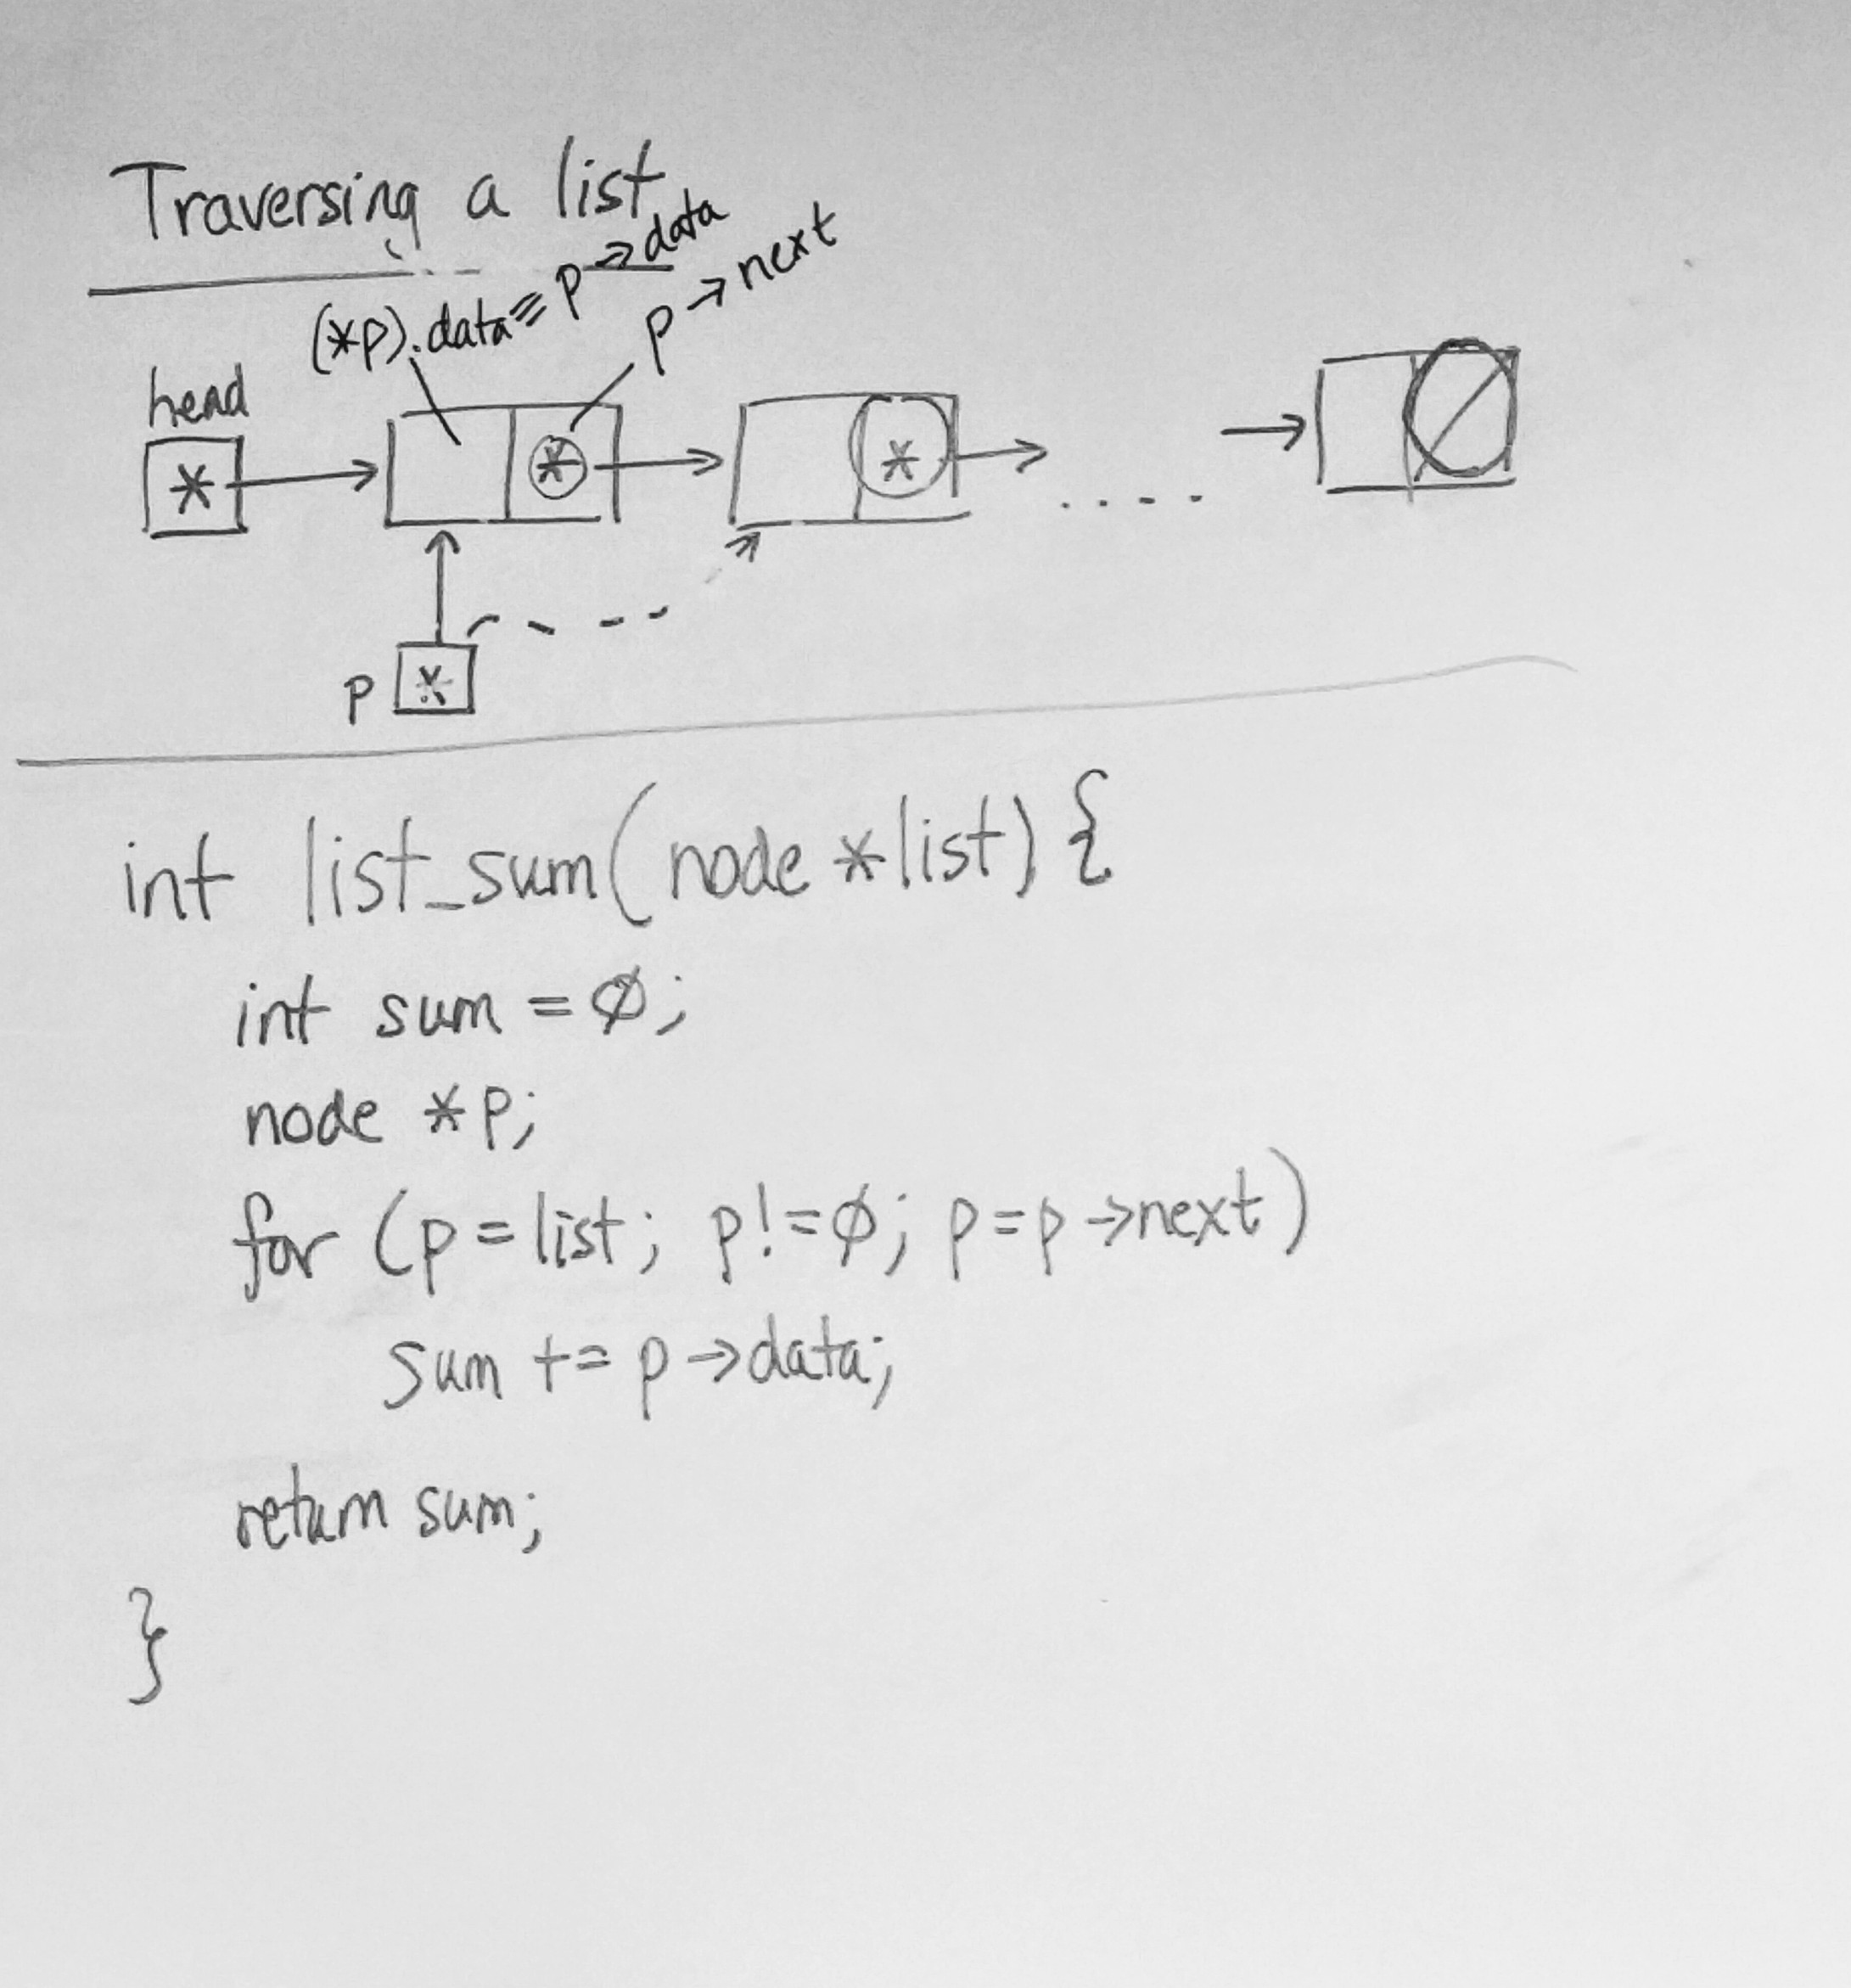 Traversing a list
(*p).data ≡ p→data
p→next
head
* * *
p *
int list_sum(node *list) {
int sum = Ø;
node *p;
for (p = list; p != Ø; p = p→next)
sum += p→data;
return sum;
}